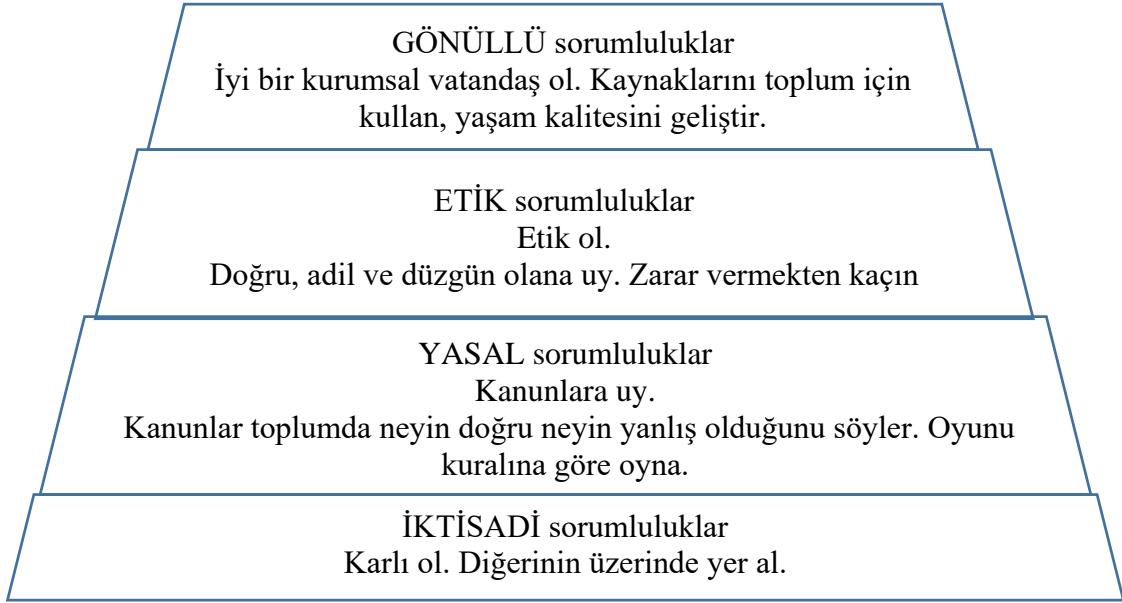 GÖNÜLLÜ sorumluluklar
İyi bir kurumsal vatandaş ol. Kaynaklarını toplum için
kullan, yaşam kalitesini geliştir.
ETİK sorumluluklar
Etik ol.
Doğru, adil ve düzgün olana uy. Zarar vermekten kaçın
YASAL sorumluluklar
Kanunlara uy.
Kanunlar toplumda neyin doğru neyin yanlış olduğunu söyler. Oyunu
kuralına göre oyna.
İKTİSADİ sorumluluklar
Karlı ol. Diğerinin üzerinde yer al.